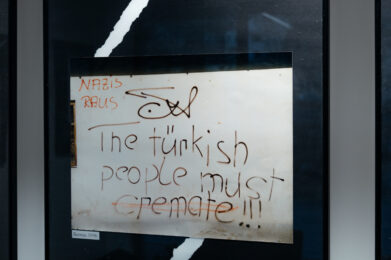 NAZIS
RAUS
The türkish
people must
cremate!!!